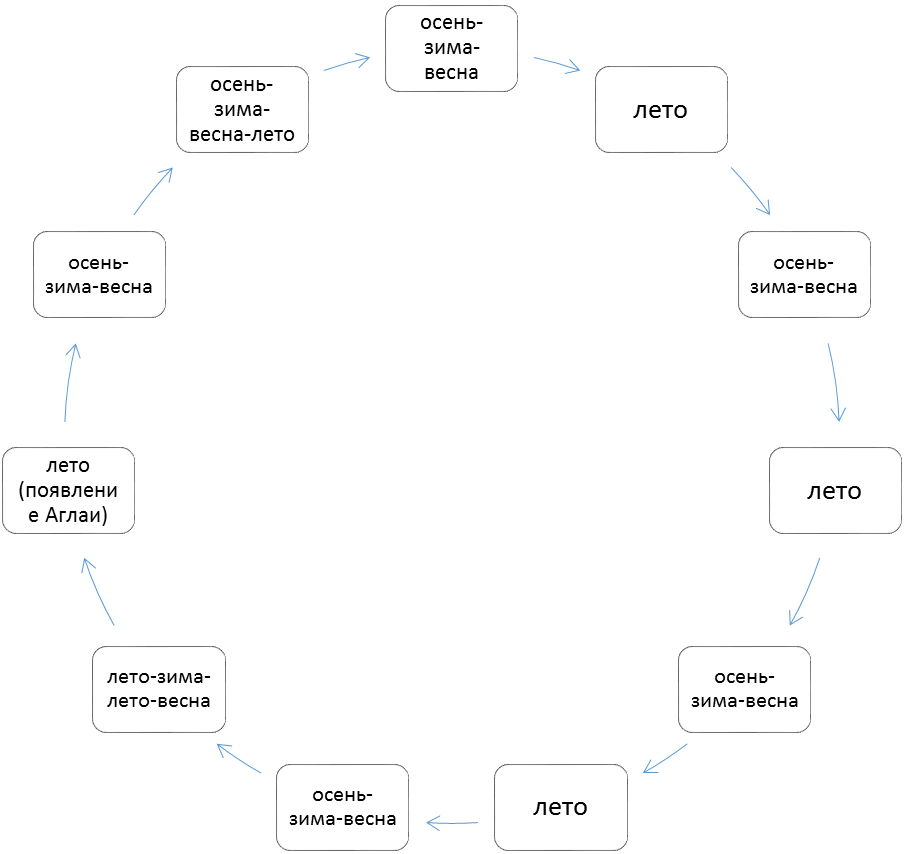 осень-
зима-
весна
лето
осень-
зима-весна
лето
осень-
зима-весна
лето
осень-
зима-весна
лето-зима-
лето-весна
лето
(появлени
е Аглаи)
осень-
зима-весна
осень-
зима-
весна-лето